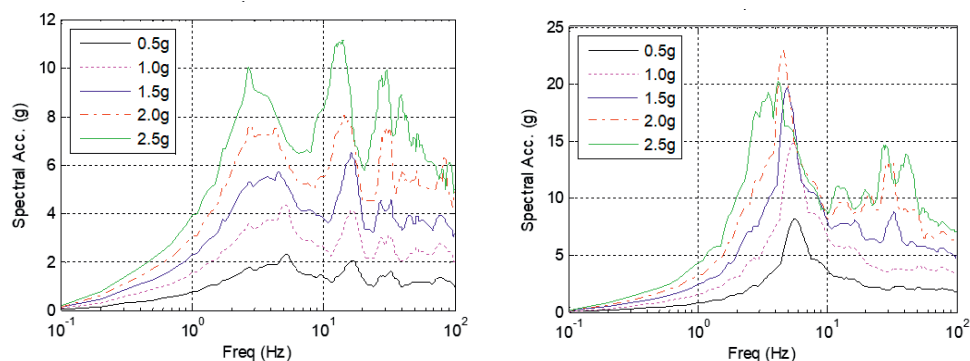 12
10
8
6
4
2
0
Spectral Acc. (g)
0.5g
1.0g
1.5g
2.0g
2.5g
10^-1
10^0
10^1
10^2
Freq (Hz)
25
20
15
10
5
0
Spectral Acc. (g)
0.5g
1.0g
1.5g
2.0g
2.5g
10^-1
10^0
10^1
10^2
Freq (Hz)